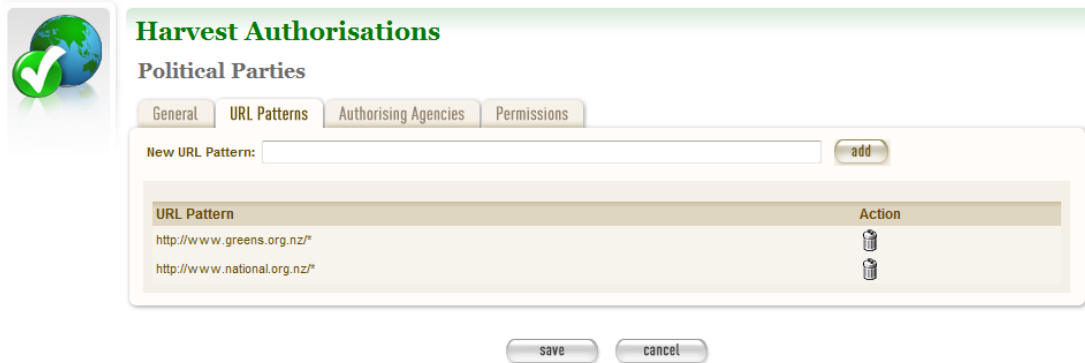 Harvest Authorisations
Political Parties
General URL Patterns Authorising Agencies Permissions
New URL Pattern: add
URL Pattern Action
http://www.greens.org.nz/*
http://www.national.org.nz/*
save cancel